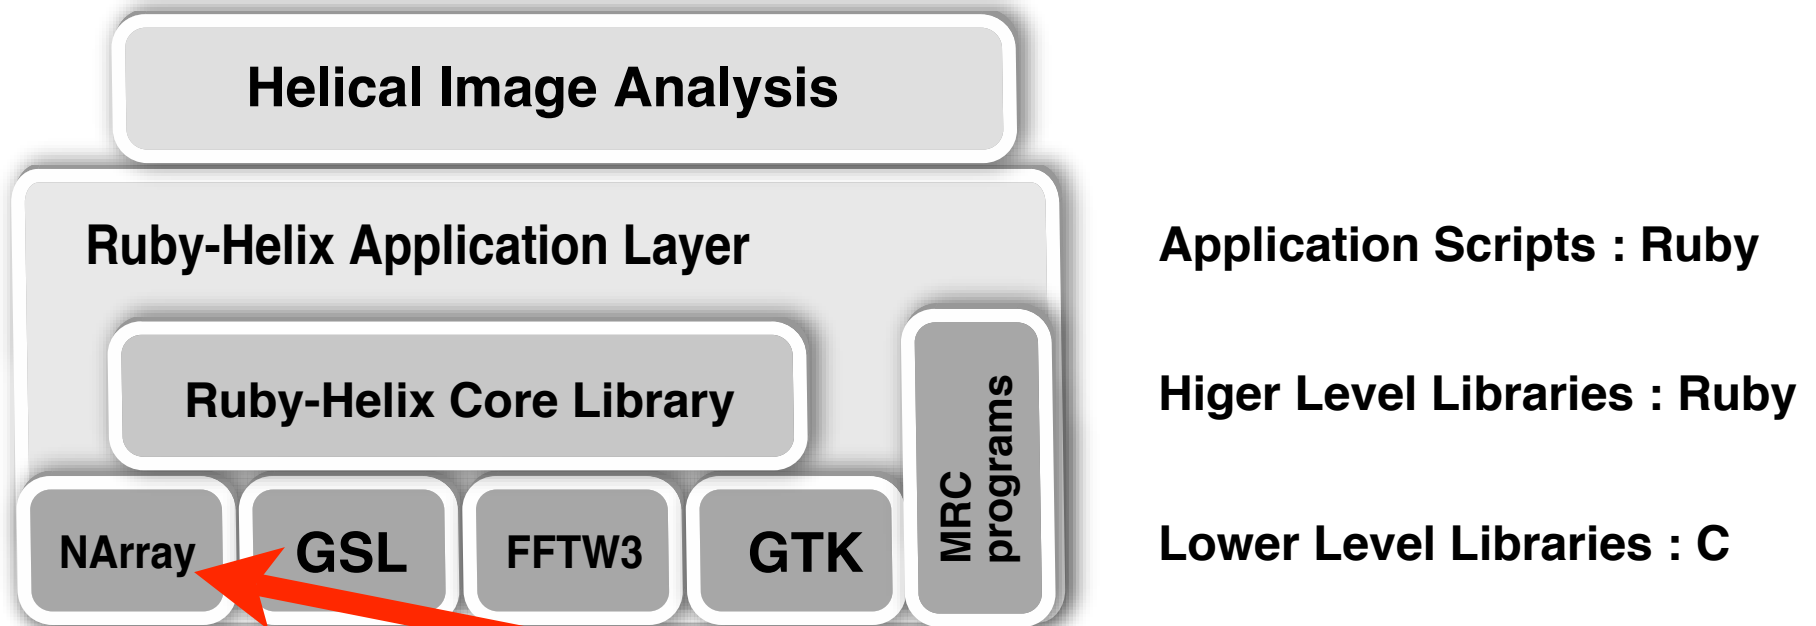 Helical Image Analysis
Ruby-Helix Application Layer
Application Scripts : Ruby
Ruby-Helix Core Library
Higer Level Libraries : Ruby
MRC
programs
NArray
GSL
FFTW3
GTK
Lower Level Libraries : C